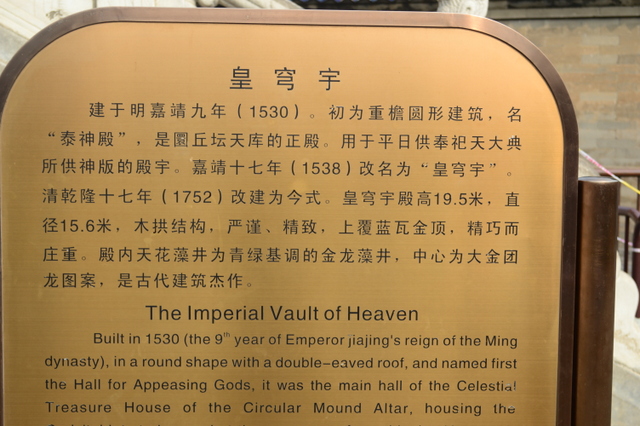 皇穹宇
建于明嘉靖九年（1530）。初为重檐圆形建筑，名
“泰神殿”，是圜丘坛天库的正殿。用于平日供奉祀天大典
所供神版的殿宇。嘉靖十七年（1538）改名为“皇穹宇”。
清乾隆十七年（1752）改建为今式。皇穹宇殿高19.5米，直
径15.6米，木拱结构，严谨、精致，上覆蓝瓦金顶，精巧而
庄重。殿内天花藻井为青绿基调的金龙藻井，中心为大金团
龙图案，是古代建筑杰作。
The Imperial Vault of Heaven
Built in 1530 (the 9th year of Emperor jiajing's reign of the Ming
dynasty), in a round shape with a double-eaved roof, and named first
the Hall for Appeasing Gods, it was the main hall of the Celestial
Treasure House of the Circular Mound Altar, housing the